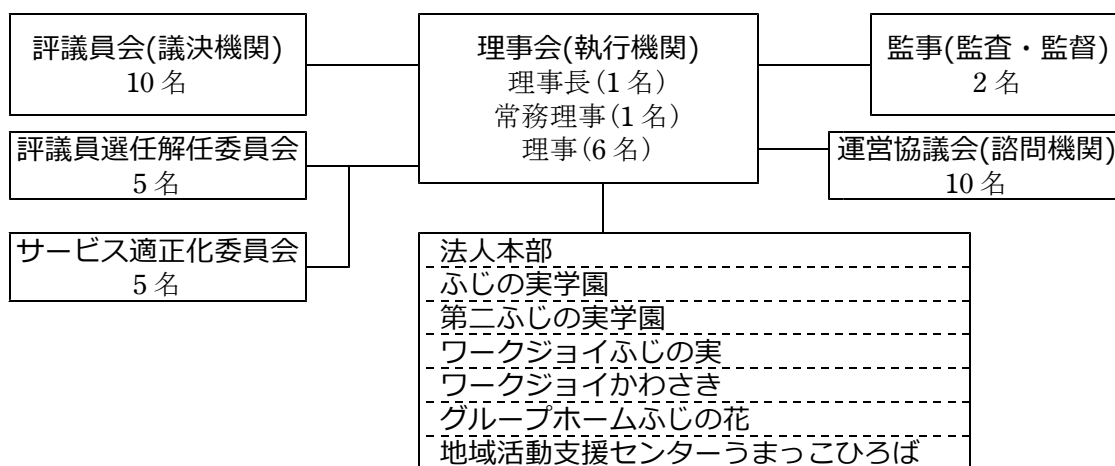 評議員会(議決機関)
10名
評議員選任解任委員会
5名
サービス適正化委員会
5名
理事会(執行機関)
理事長(1名)
常務理事(1名)
理事(6名)
監事(監査・監督)
2名
運営協議会(諮問機関)
10名
法人本部
ふじの実学園
第二ふじの実学園
ワークジョイふじの実
ワークジョイかわさき
グループホームふじの花
地域活動支援センターうまっこひろば